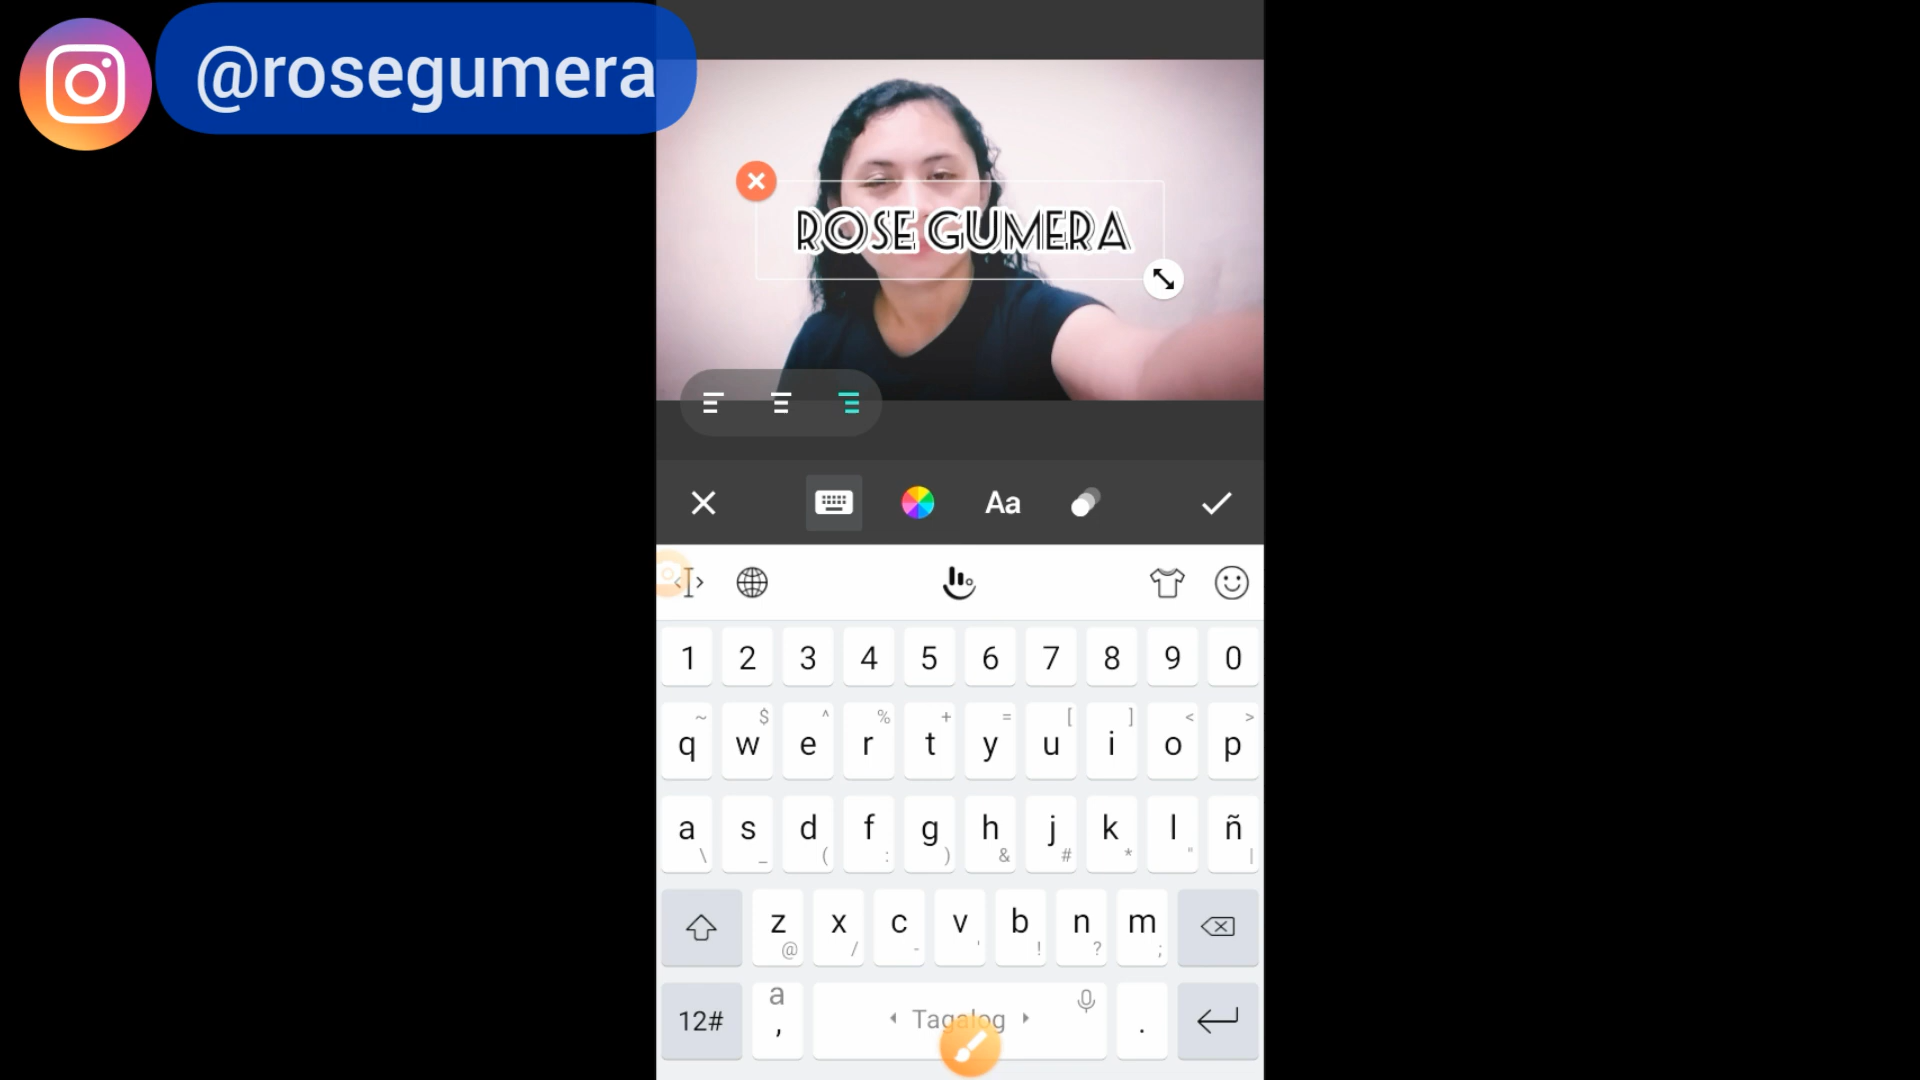 @rosegumera
ROSE GUMERA
Aa
1 2 3 4 5 6 7 8 9 0
~ $ ^ % + = [ ] < >
q w e r t y u i o p
a s d f g h j k l ñ
\ _ ( : ) & # * " |
z x c v b n m
@ / - ' ! ? ;
a
12# , Tagalog .